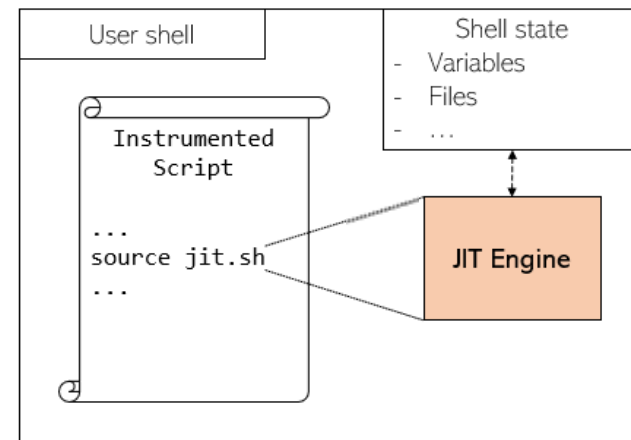 User shell
Shell state
- Variables
- Files
- ...
Instrumented
Script
...
source jit.sh
...
JIT Engine